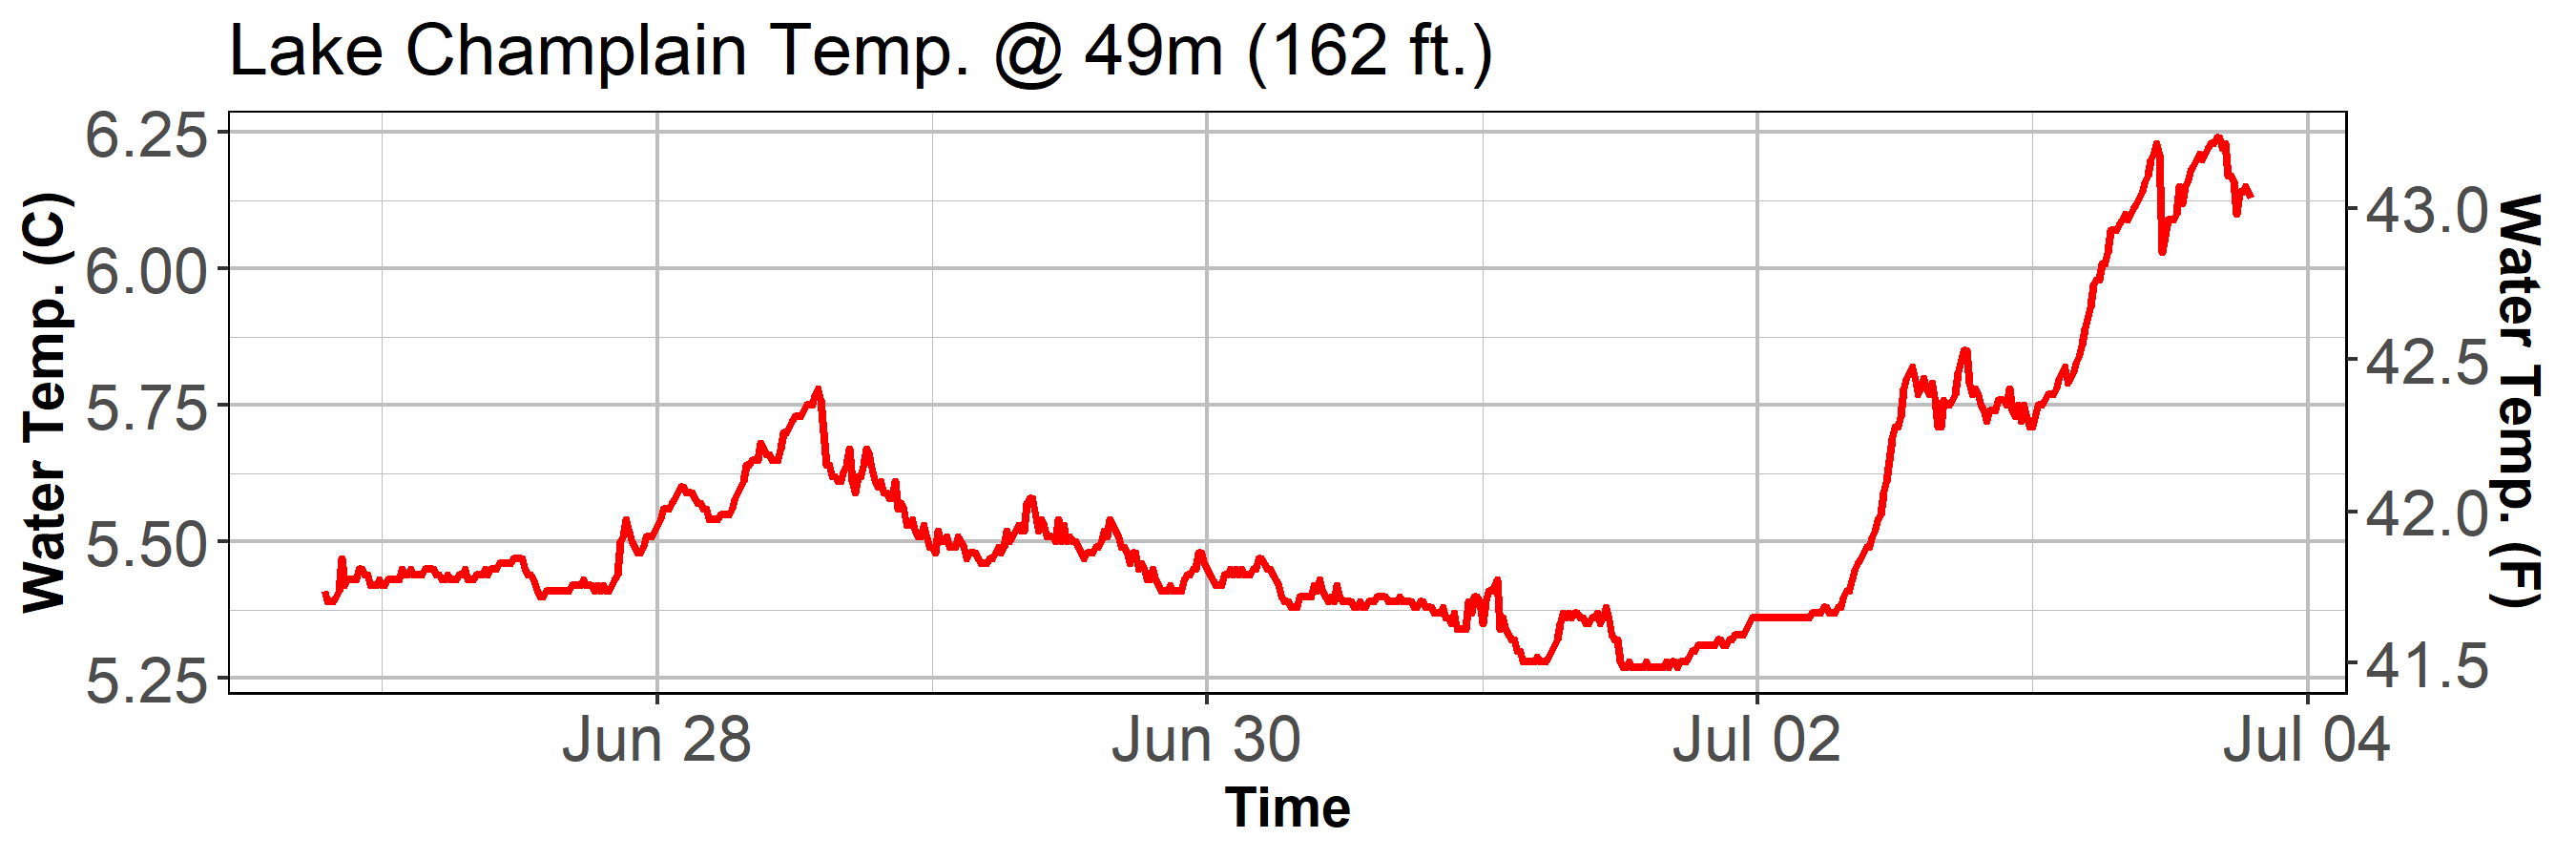 Lake Champlain Temp. @ 49m (162 ft.)
Water Temp. (C)
6.25
6.00
5.75
5.50
5.25
43.0
42.5
42.0
41.5
Water Temp. (F)
Jun 28 Jun 30 Jul 02 Jul 04
Time